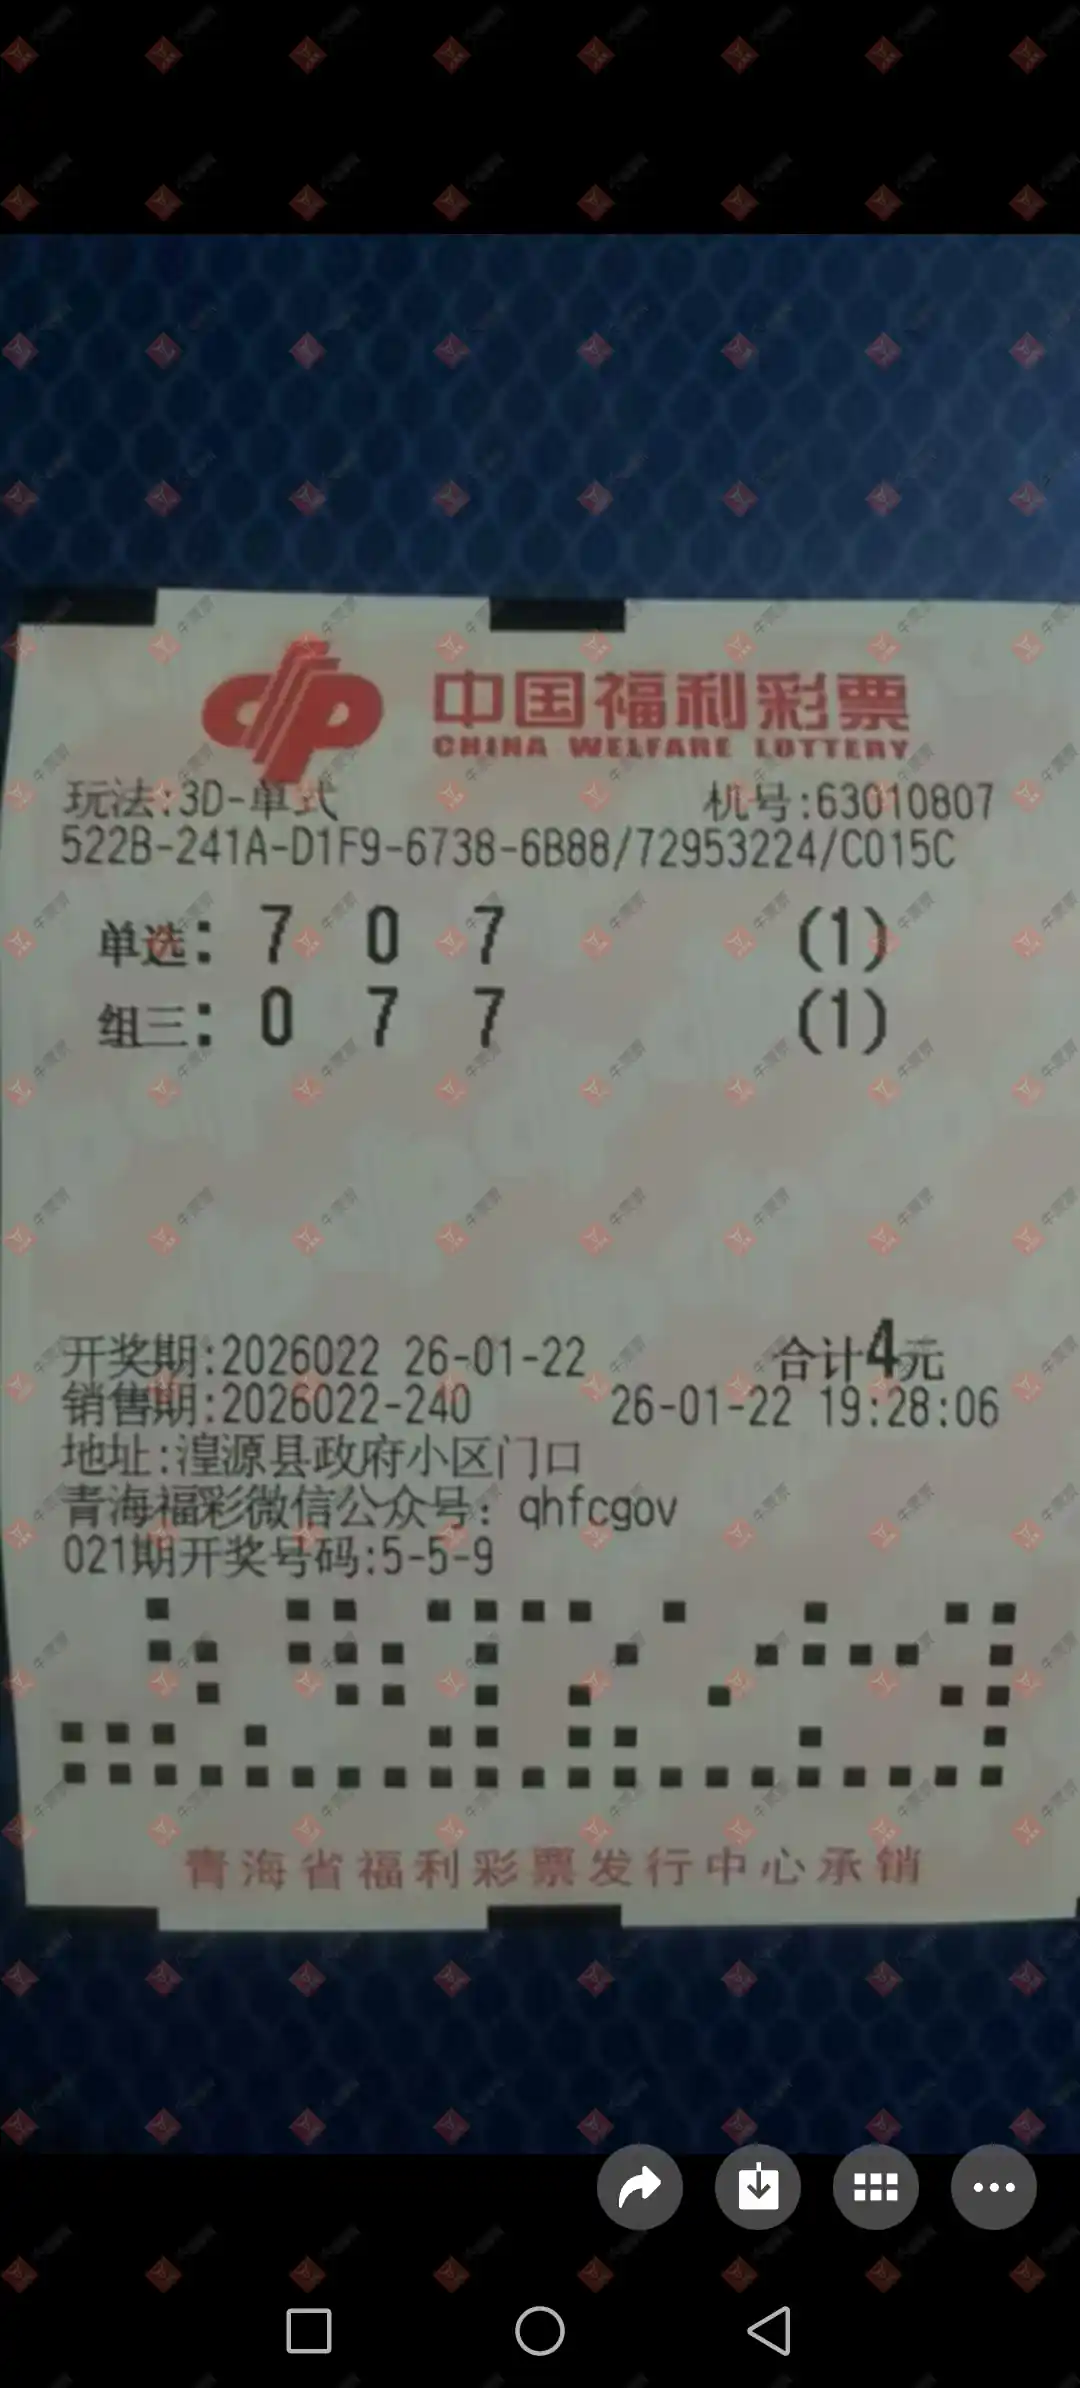 中国福利彩票
CHINA WELFARE LOTTERY
玩法:3D-单式 机号:63010807
522B-241A-D1F9-6738-6B88/72953224/C015C
单选: 7 0 7 (1)
组三: 0 7 7 (1)
开奖期:2026022 26-01-22 合计4元
销售期:2026022-240 26-01-22 19:28:06
地址:湟源县政府小区门口
青海福彩微信公众号: qhfcgov
021期开奖号码:5-5-9
青海省福利彩票发行中心承销